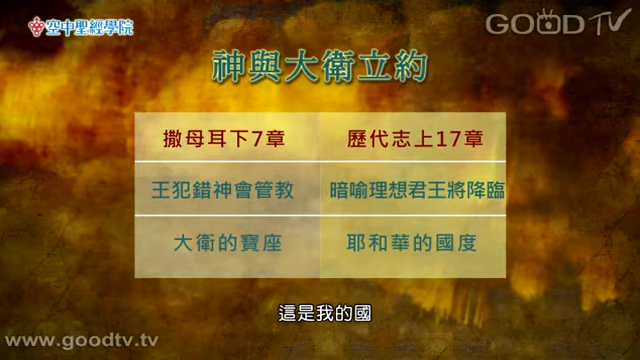 空中聖經學院
GOOD TV
神與大衛立約
撒母耳下7章 歷代志上17章
王犯錯神會管教 暗喻理想君王將降臨
大衛的寶座 耶和華的國度
這是我的國
www.goodtv.tv